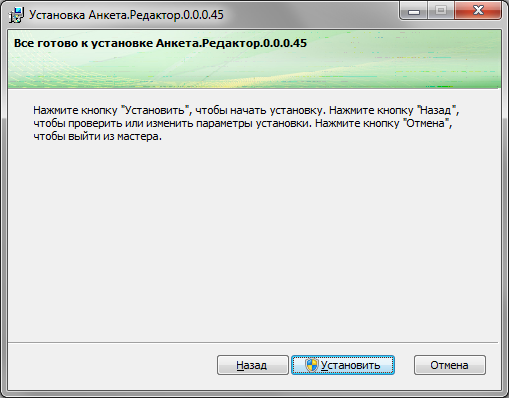 Установка Анкета.Редактор.0.0.0.45
Все готово к установке Анкета.Редактор.0.0.0.45
Нажмите кнопку "Установить", чтобы начать установку. Нажмите кнопку "Назад",
чтобы проверить или изменить параметры установки. Нажмите кнопку "Отмена",
чтобы выйти из мастера.
Назад
Установить
Отмена